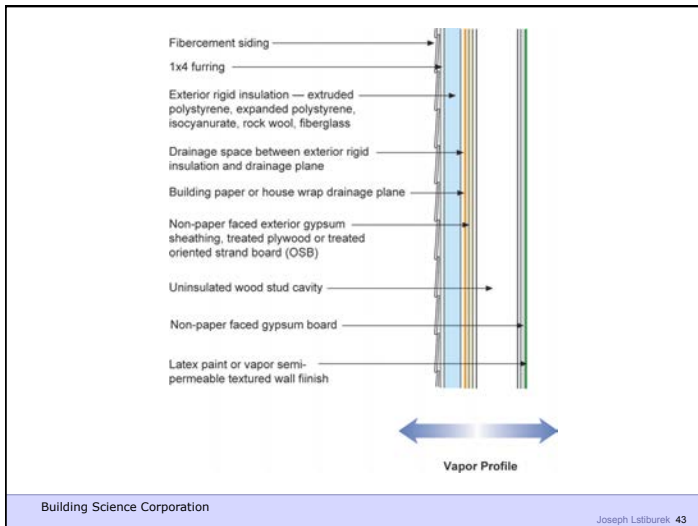 Fibercement siding
1x4 furring
Exterior rigid insulation — extruded
polystyrene, expanded polystyrene,
isocyanurate, rock wool, fiberglass
Drainage space between exterior rigid
insulation and drainage plane
Building paper or house wrap drainage plane
Non-paper faced exterior gypsum
sheathing, treated plywood or treated
oriented strand board (OSB)
Uninsulated wood stud cavity
Non-paper faced gypsum board
Latex paint or vapor semi-
permeable textured wall fiinish
Vapor Profile
Building Science Corporation
Joseph Lstiburek 43